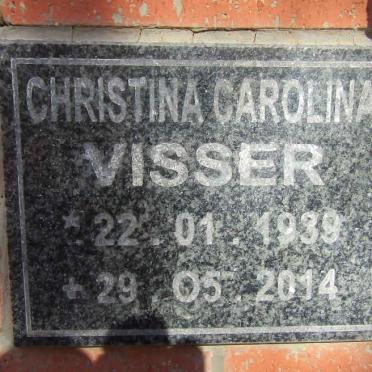 CHRISTINA CAROLINA
VISSER
* 22 . 01 . 1939
+ 29 . 05 . 2014